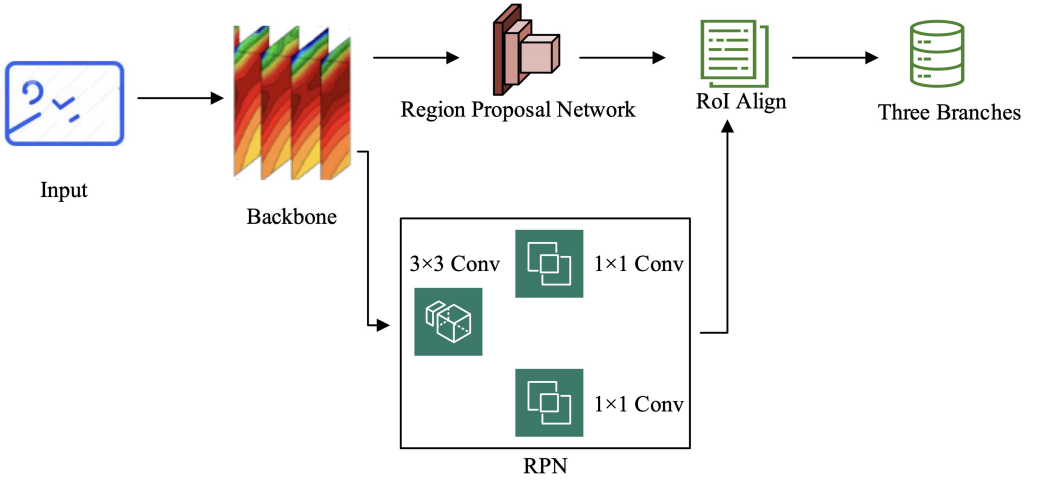 Input
Backbone
Region Proposal Network
RoI Align
Three Branches
3×3 Conv
1×1 Conv
1×1 Conv
RPN